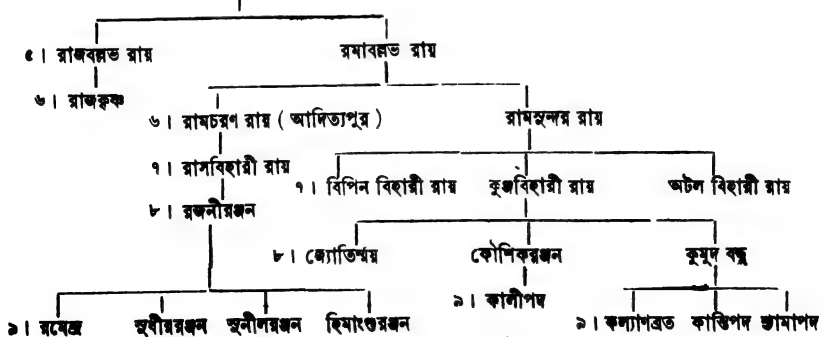 ৫। রাজবল্লভ রায় রমাবল্লভ রায়
৬। রাজকৃষ্ণ
৬। রামচরণ রায় ( আদিত্যপুর ) রামসুন্দর রায়
৭। রাসবিহারী রায়
৭। বিপিন বিহারী রায় কুঞ্জবিহারী রায় অটল বিহারী রায়
৮। রজনীরঞ্জন
৮। জ্যোতির্ম্ময় কৌশিকরঞ্জন কুমুদ বন্ধু
৯। কালীপদ
৯। রমেন্দ্র সুধীররঞ্জন সুনীলরঞ্জন হিমাংশুরঞ্জন ৯। কল্যাণব্রত কান্তিপদ শ্যামাপদ